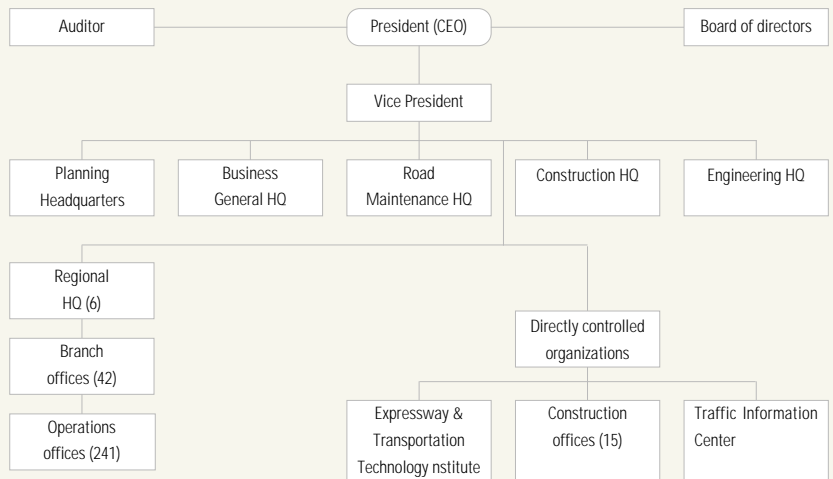 Auditor
President (CEO)
Board of directors
Vice President
Planning
Headquarters
Business
General HQ
Road
Maintenance HQ
Construction HQ
Engineering HQ
Regional
HQ (6)
Branch
offices (42)
Operations
offices (241)
Directly controlled
organizations
Expressway &
Transportation
Technology nstitute
Construction
offices (15)
Traffic Information
Center